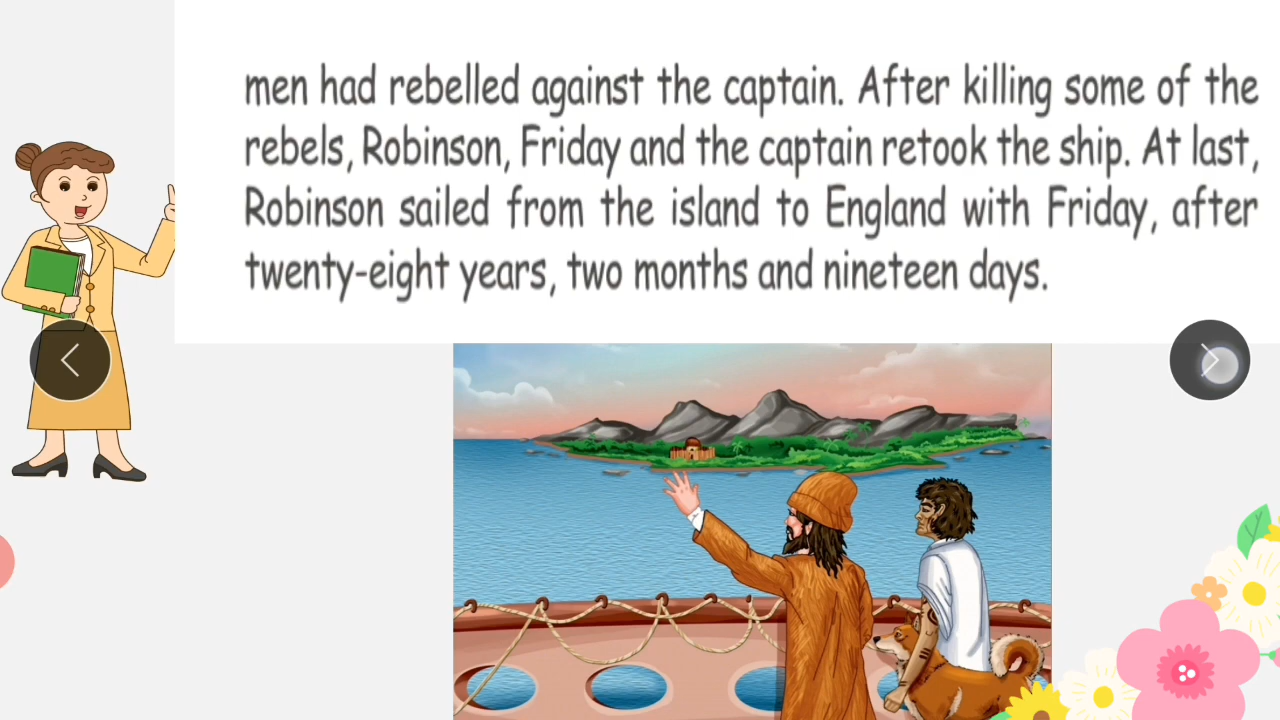 men had rebelled against the captain. After killing some of the
rebels, Robinson, Friday and the captain retook the ship. At last,
Robinson sailed from the island to England with Friday, after
twenty-eight years, two months and nineteen days.